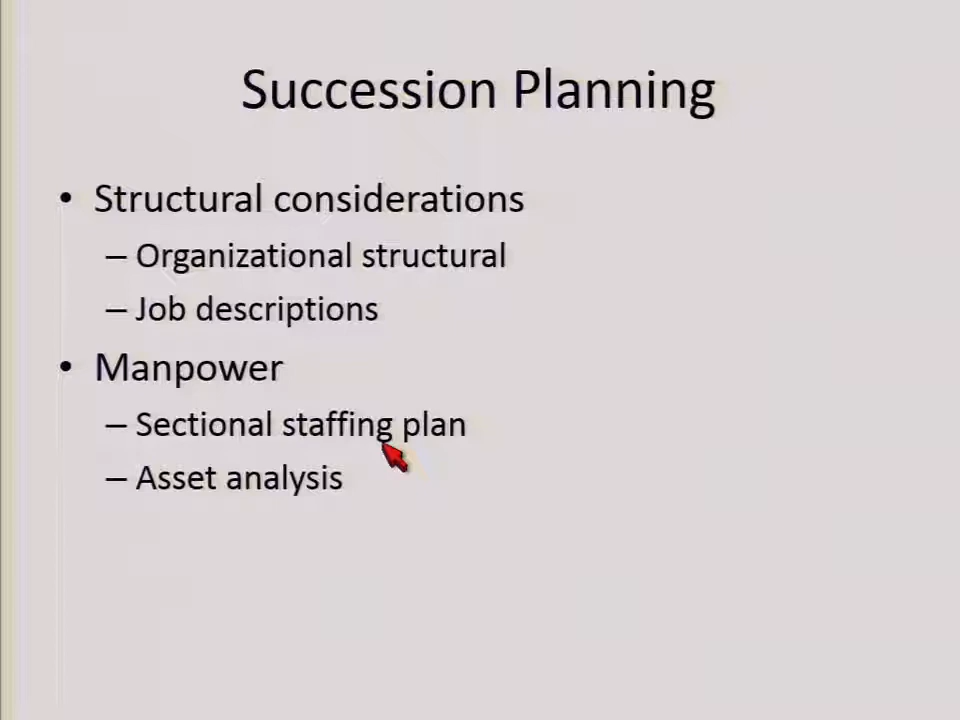 Succession Planning
• Structural considerations
– Organizational structural
– Job descriptions
• Manpower
– Sectional staffing plan
– Asset analysis